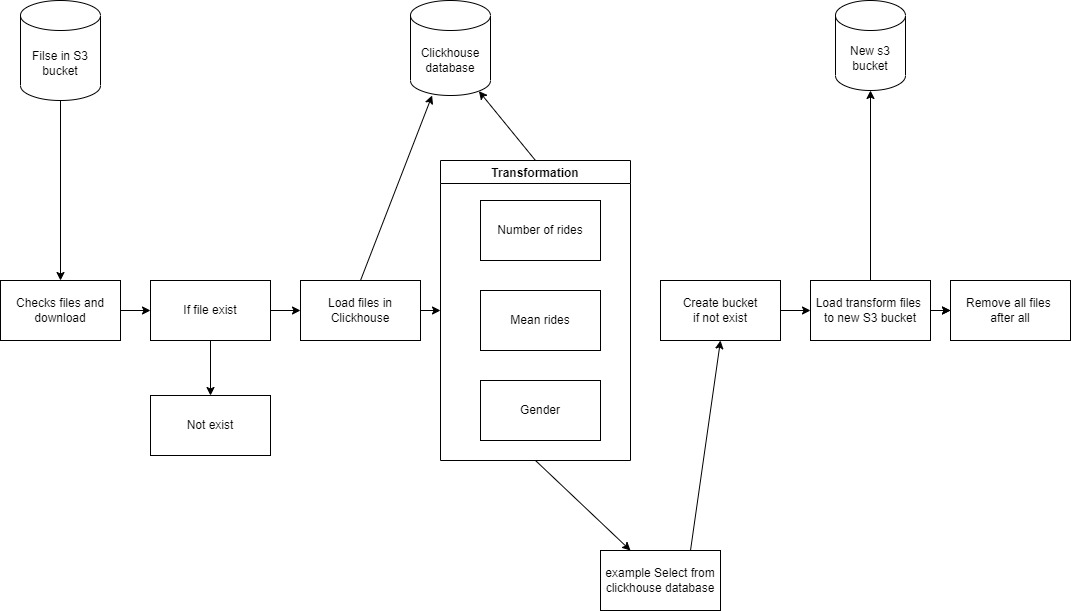 Filse in S3
bucket
Clickhouse
database
New s3
bucket
Transformation
Number of rides
Mean rides
Gender
Checks files and
download
If file exist
Load files in
Clickhouse
Create bucket
if not exist
Load transform files
to new S3 bucket
Remove all files
after all
Not exist
example Select from
clickhouse database